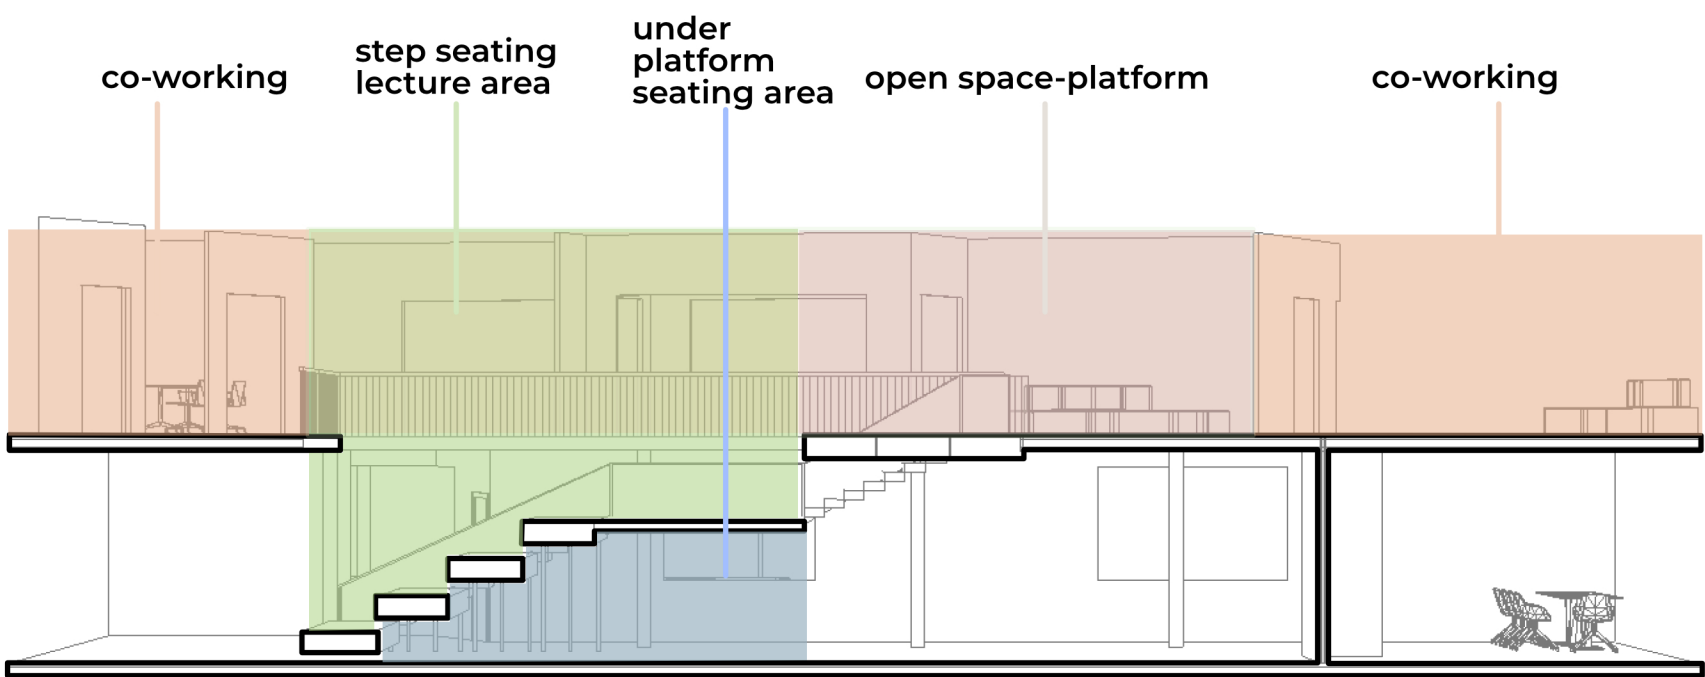 co-working
step seating
lecture area
under
platform
seating area
open space-platform
co-working